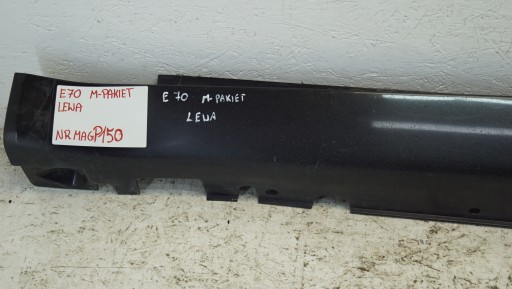 E70 M-PAKIET
LEWA
NR MAG P150
E70 M-PAKIET
LEWA